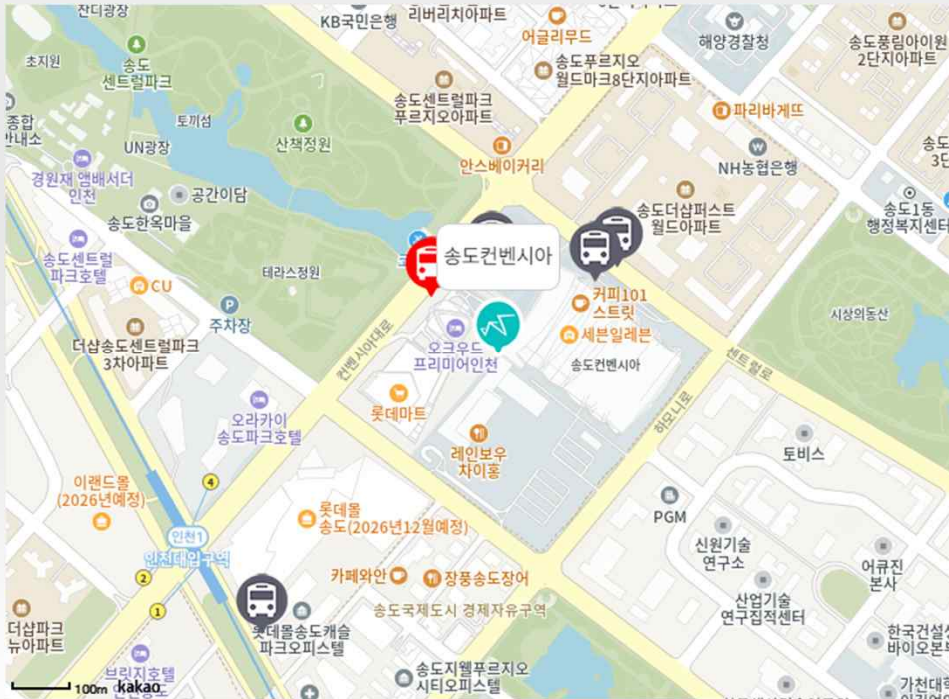 잔디광장
KB국민은행
리버리치아파트
어글리무드
해양경찰청
송도풍림아이원
2단지아파트
초지원
송도
센트럴파크
송도푸르지오
월드마크8단지아파트
송도센트럴파크
푸르지오아파트
파리바게뜨
종합
안내소
토끼섬
UN광장
산책정원
안스베이커리
NH농협은행
송도
3단
경원재 앰배서더
인천
공간이담
송도한옥마을
송도더샵퍼스트
월드아파트
송도1동
행정복지센터
송도센트럴
파크호텔
송도컨벤시아
테라스정원
CU
커피101
스트릿
P
주차장
세븐일레븐
시상의동산
더샵송도센트럴파크
3차아파트
컨벤시아대로
오크우드
프리미어인천
송도컨벤시아
센트럴로
롯데마트
하모니로
오라카이
송도파크호텔
레인보우
차이홍
토비스
이랜드몰
(2026년예정)
4
롯데몰
송도(2026년12월예정)
PGM
인천1
인천대입구역
신원기술
연구소
어큐진
본사
2
카페와안
장풍송도장어
1
송도국제도시 경제자유구역
산업기술
연구집적센터
더샵파크
뉴아파트
롯데몰송도캐슬
파크오피스텔
한국건설생
바이오본부
브릿지호텔
송도지웰푸르지오
시티오피스텔
가천대
100m
kakao